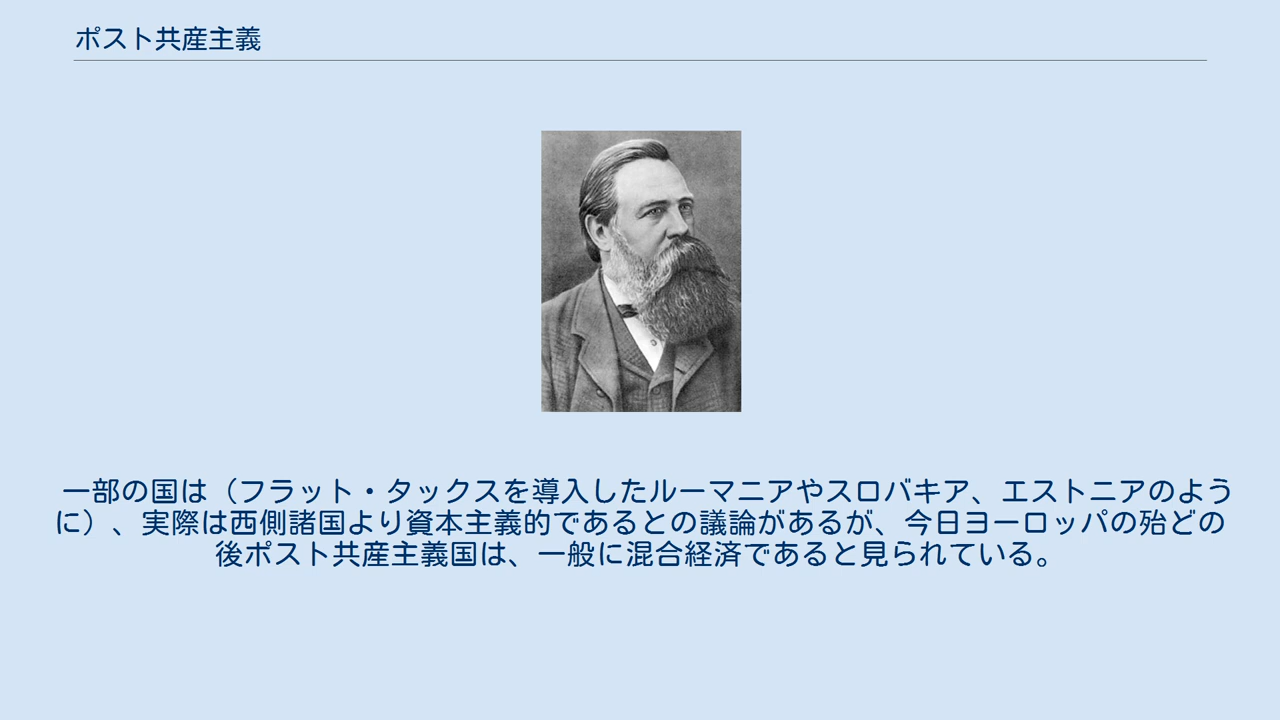 ポスト共産主義
一部の国は（フラット・タックスを導入したルーマニアやスロバキア、エストニアのよう
に）、実際は西側諸国より資本主義的であるとの議論があるが、今日ヨーロッパの殆どの
後ポスト共産主義国は、一般に混合経済であると見られている。